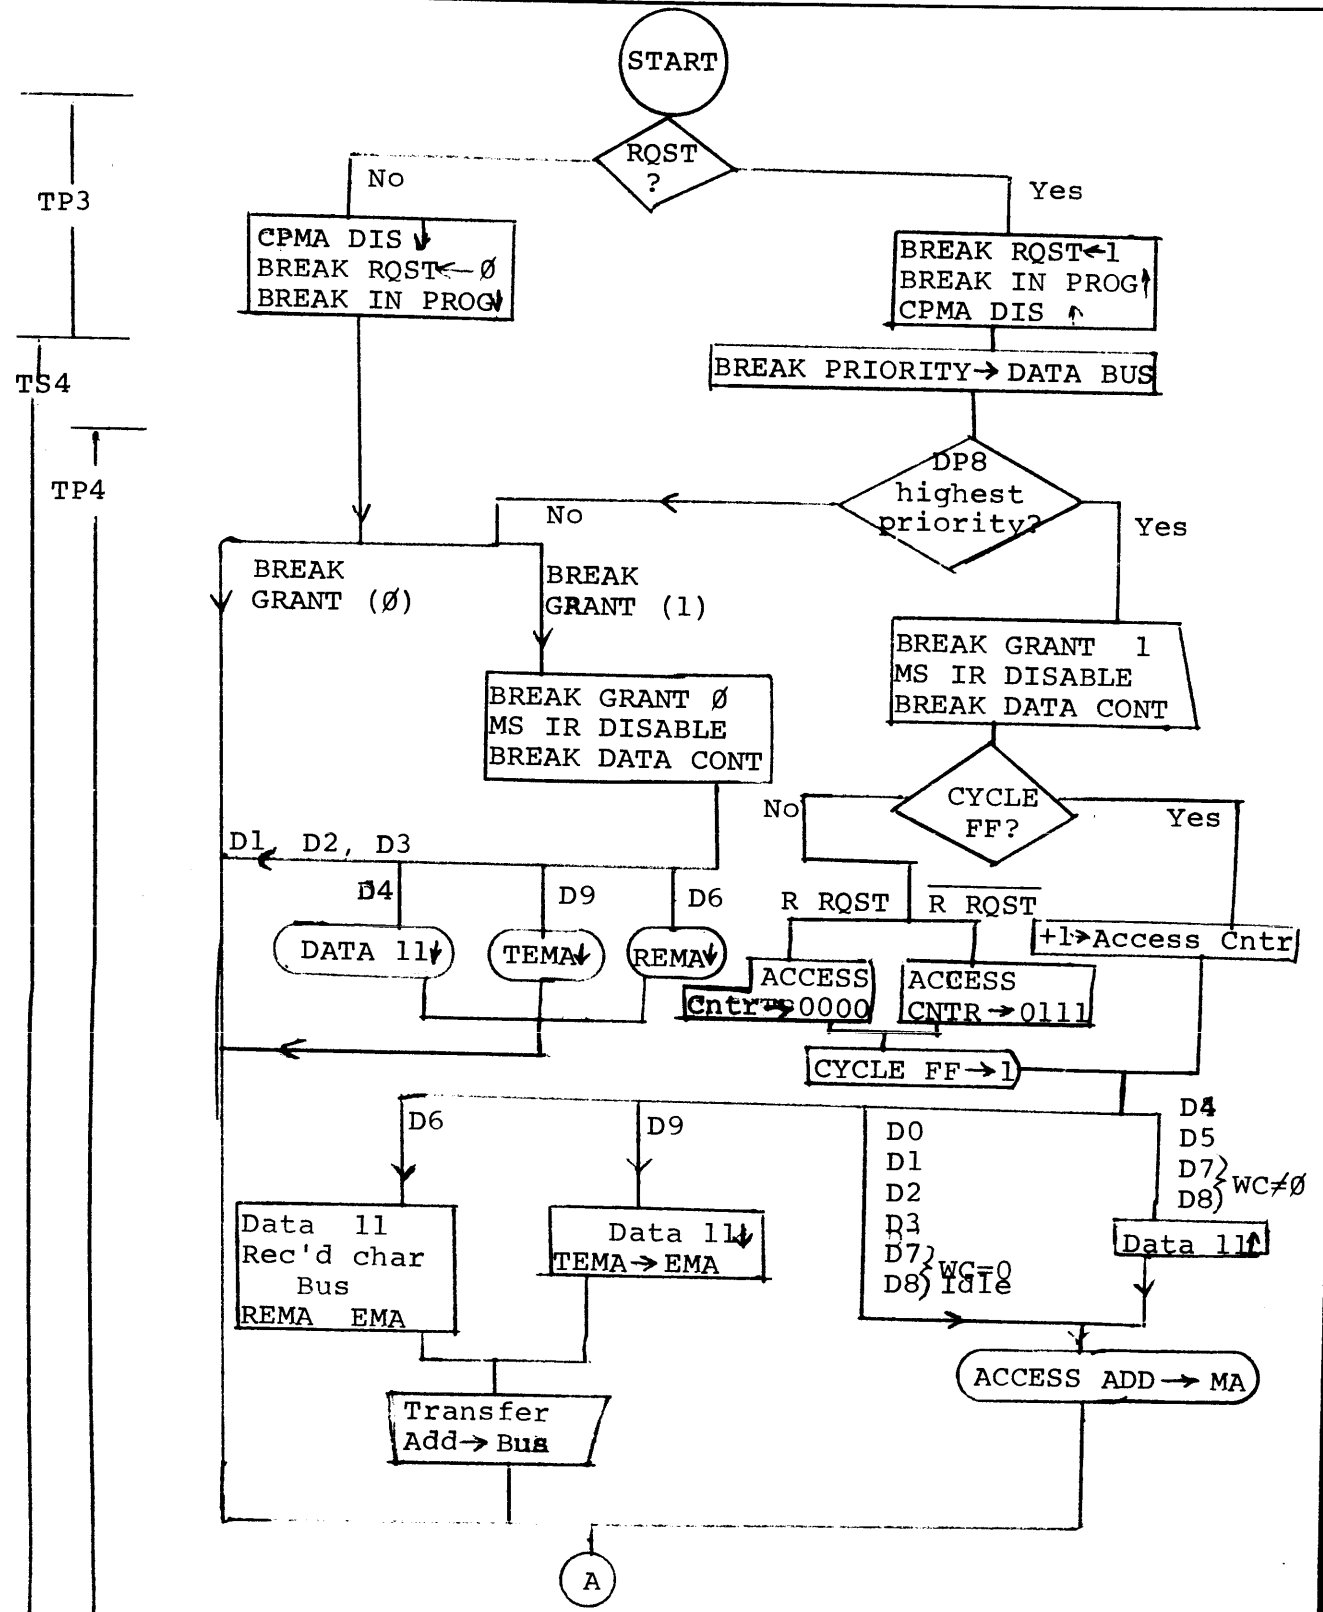 START
RQST
?
No
Yes
TP3
CPMA DIS ↓
BREAK RQST←Ø
BREAK IN PROG↓
BREAK RQST←1
BREAK IN PROG↑
CPMA DIS ↑
TS4
BREAK PRIORITY→DATA BUS
TP4
DP8
highest
priority?
No
Yes
BREAK
GRANT (Ø)
BREAK
GRANT (1)
BREAK GRANT 1
MS IR DISABLE
BREAK DATA CONT
BREAK GRANT Ø
MS IR DISABLE
BREAK DATA CONT
CYCLE
FF?
No
Yes
D1, D2, D3
D4
D9
D6
R RQST
R RQST
DATA 11↓
TEMA↓
REMA↓
+1→Access Cntr
ACCESS
Cntr→0000
ACCESS
CNTR→0111
CYCLE FF→1
D6
D9
D0
D1
D2
D3
D7
D8} WC=0
Idle
D4
D5
D7
D8} WC≠Ø
Data 11
Rec'd char
Bus
REMA EMA
Data 11↓
TEMA→EMA
Data 11↑
ACCESS ADD→MA
Transfer
Add→Bus
A